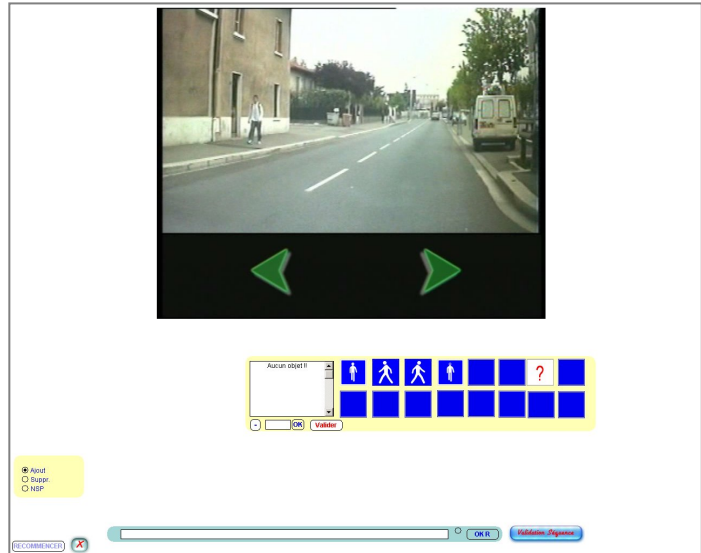 Aucun objet !!
?
- OK Valider
Ajout
Suppr.
NSP
OK R Validation Séquence
RECOMMENCER X